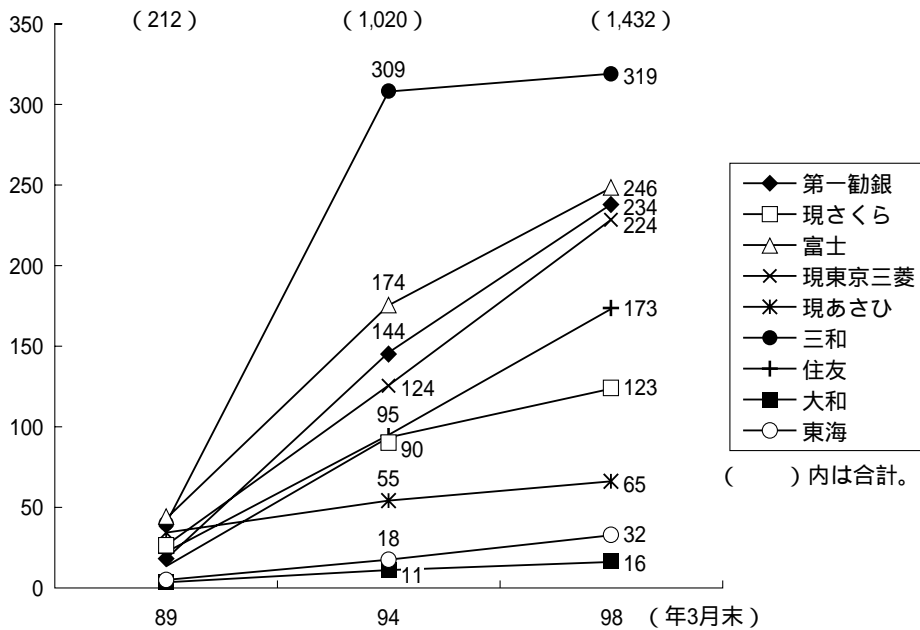 350
300
250
200
150
100
50
0
（212）
（1,020）
（1,432）
309
319
174
144
124
95
90
55
18
11
246
234
224
173
123
65
32
16
89
94
98
（年3月末）
第一勧銀
現さくら
富士
現東京三菱
現あさひ
三和
住友
大和
東海
（　　）内は合計。